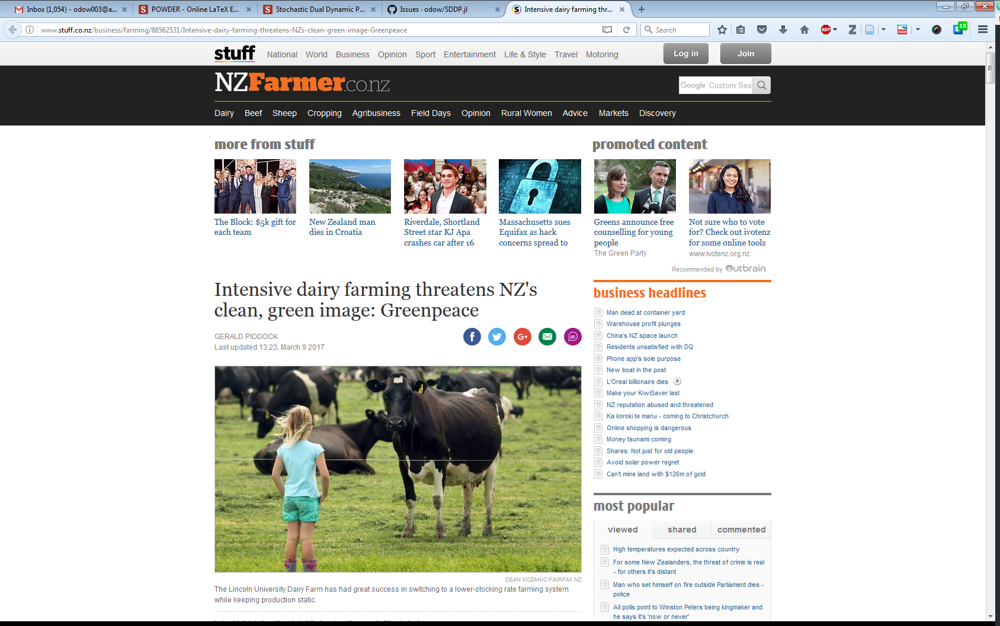 Inbox (1,054) - odow003@a...
POWDER - Online LaTeX E...
Stochastic Dual Dynamic P...
Issues · odow/SDDP.jl
Intensive dairy farming thr...
www.stuff.co.nz/business/farming/88562531/Intensive-dairy-farming-threatens-NZs-clean-green-image-Greenpeace
Search
ABP
new
18
stuff
National World Business Opinion Sport Entertainment Life & Style Travel Motoring
Log in
Join
NZFarmer.co.nz
Google Custom Sea
Dairy Beef Sheep Cropping Agribusiness Field Days Opinion Rural Women Advice Markets Discovery
more from stuff
The Block: $5k gift for
each team
New Zealand man
dies in Croatia
Riverdale, Shortland
Street star KJ Apa
crashes car after 16
Massachusetts sues
Equifax as hack
concerns spread to
promoted content
Greens announce free
counselling for young
people
The Green Party
Not sure who to vote
for? Check out ivotenz
for some online tools
www.ivotenz.org.nz
Recommended by Outbrain
Intensive dairy farming threatens NZ's
clean, green image: Greenpeace
GERALD PIDDOCK
Last updated 13:23, March 9 2017
60
DEAN KOZANIC/FAIRFAX NZ
The Lincoln University Dairy Farm has had great success in switching to a lower-stocking rate farming system
while keeping production static.
business headlines
Man dead at container yard
Warehouse profit plunges
China's NZ space launch
Residents unsatisfied with DQ
Phone app's sole purpose
New boat in the post
L'Oreal billionaire dies
Make your KiwiSaver last
NZ reputation abused and threatened
Ka koroki te manu - coming to Christchurch
Online shopping is dangerous
Money tsunami coming
Shares: Not just for old people
Avoid solar power regret
Can't mine land with $126m of gold
most popular
viewed shared commented
High temperatures expected across country
For some New Zealanders, the threat of crime is real
- for others it's distant
Man who set himself on fire outside Parliament dies -
police
All polls point to Winston Peters being kingmaker and
he says it's 'now or never'